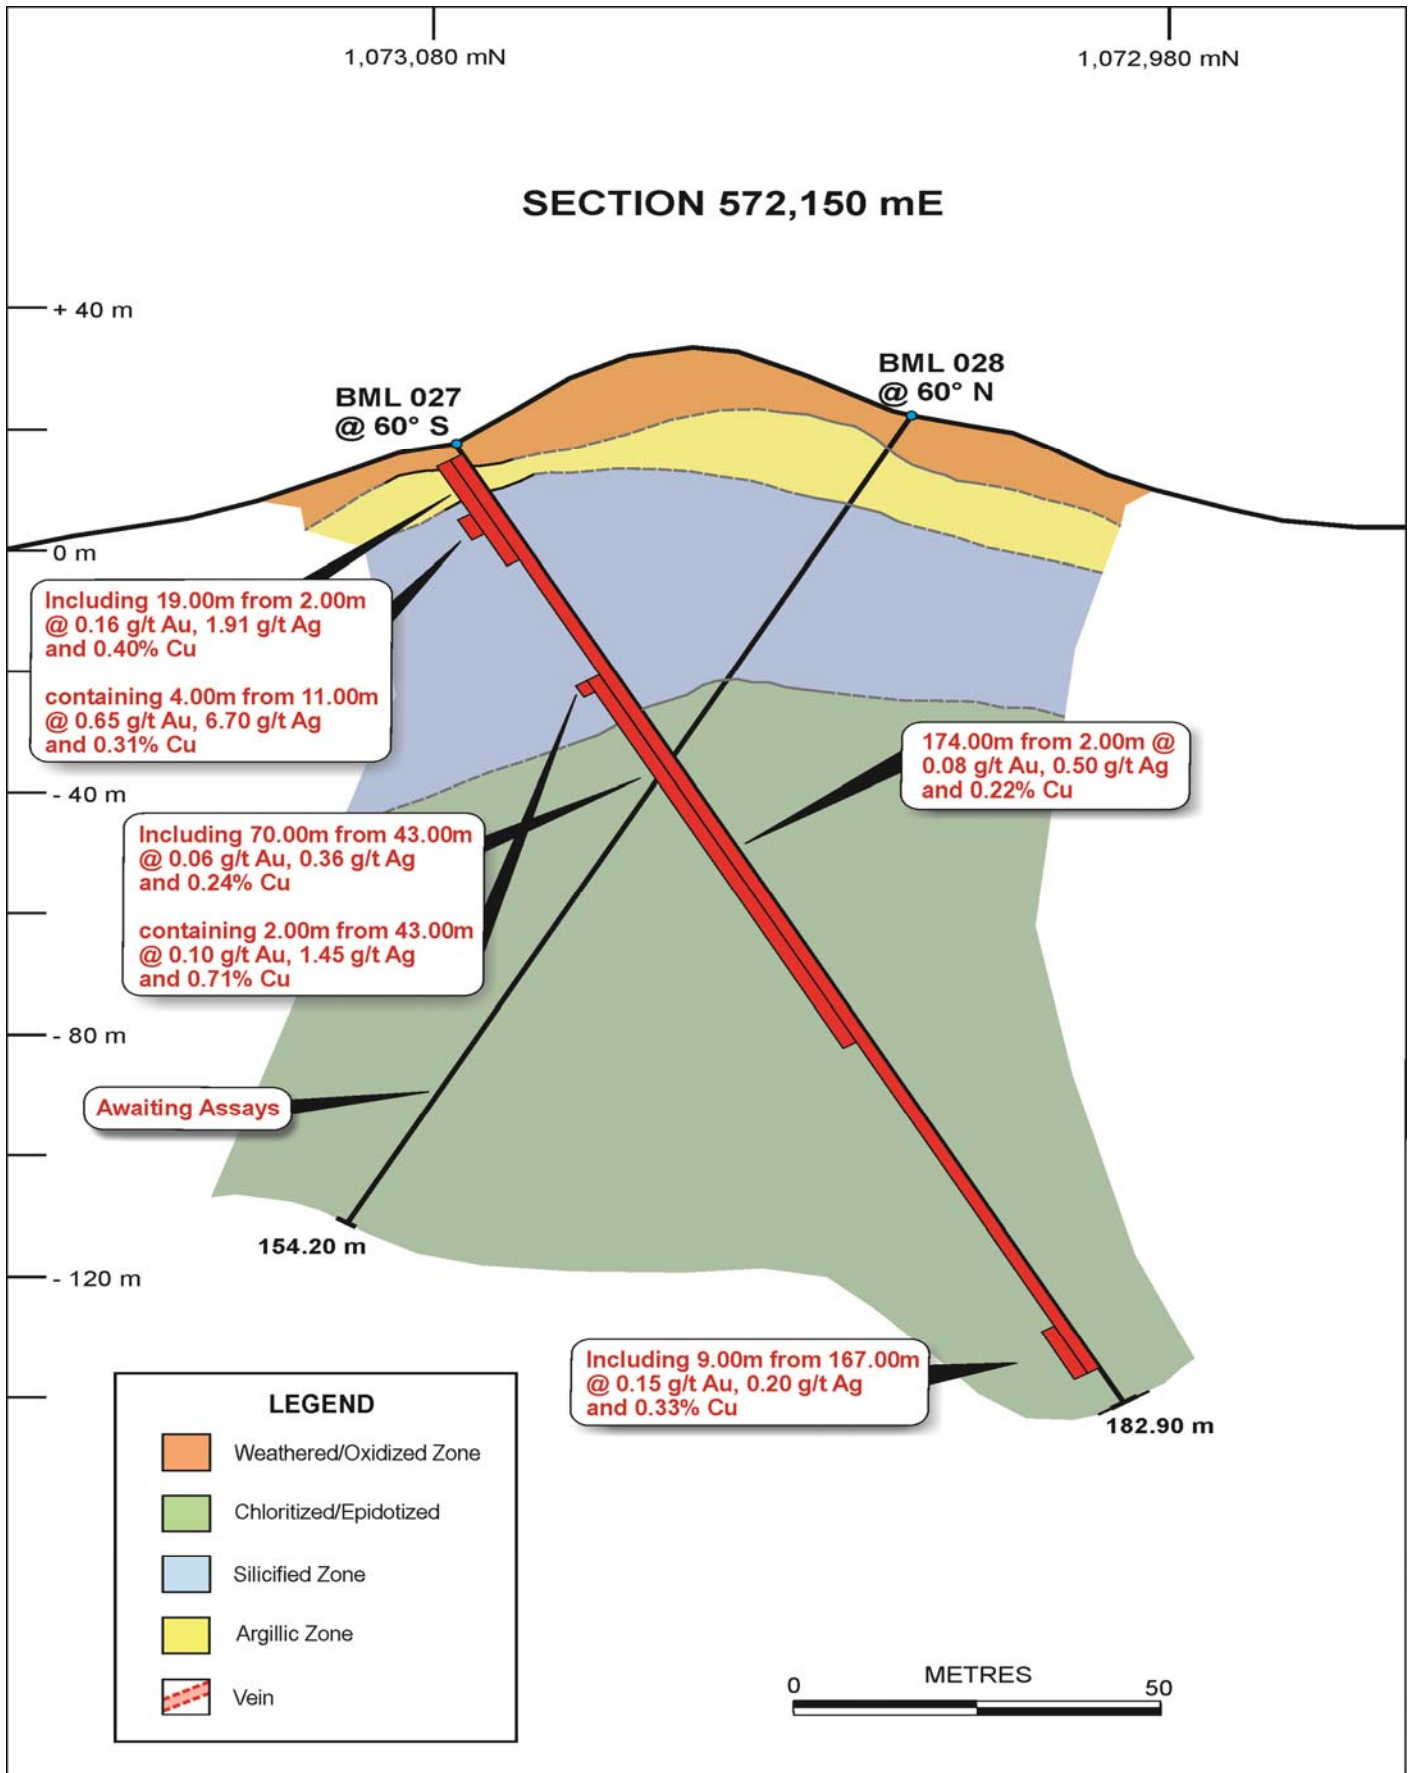 1,073,080 mN
1,072,980 mN
SECTION 572,150 mE
+ 40 m
BML 027
@ 60° S
BML 028
@ 60° N
0 m
Including 19.00m from 2.00m
@ 0.16 g/t Au, 1.91 g/t Ag
and 0.40% Cu
containing 4.00m from 11.00m
@ 0.65 g/t Au, 6.70 g/t Ag
and 0.31% Cu
174.00m from 2.00m @
0.08 g/t Au, 0.50 g/t Ag
and 0.22% Cu
- 40 m
Including 70.00m from 43.00m
@ 0.06 g/t Au, 0.36 g/t Ag
and 0.24% Cu
containing 2.00m from 43.00m
@ 0.10 g/t Au, 1.45 g/t Ag
and 0.71% Cu
- 80 m
Awaiting Assays
154.20 m
- 120 m
Including 9.00m from 167.00m
@ 0.15 g/t Au, 0.20 g/t Ag
and 0.33% Cu
182.90 m
LEGEND
Weathered/Oxidized Zone
Chloritized/Epidotized
Silicified Zone
Argillic Zone
Vein
METRES
0 50